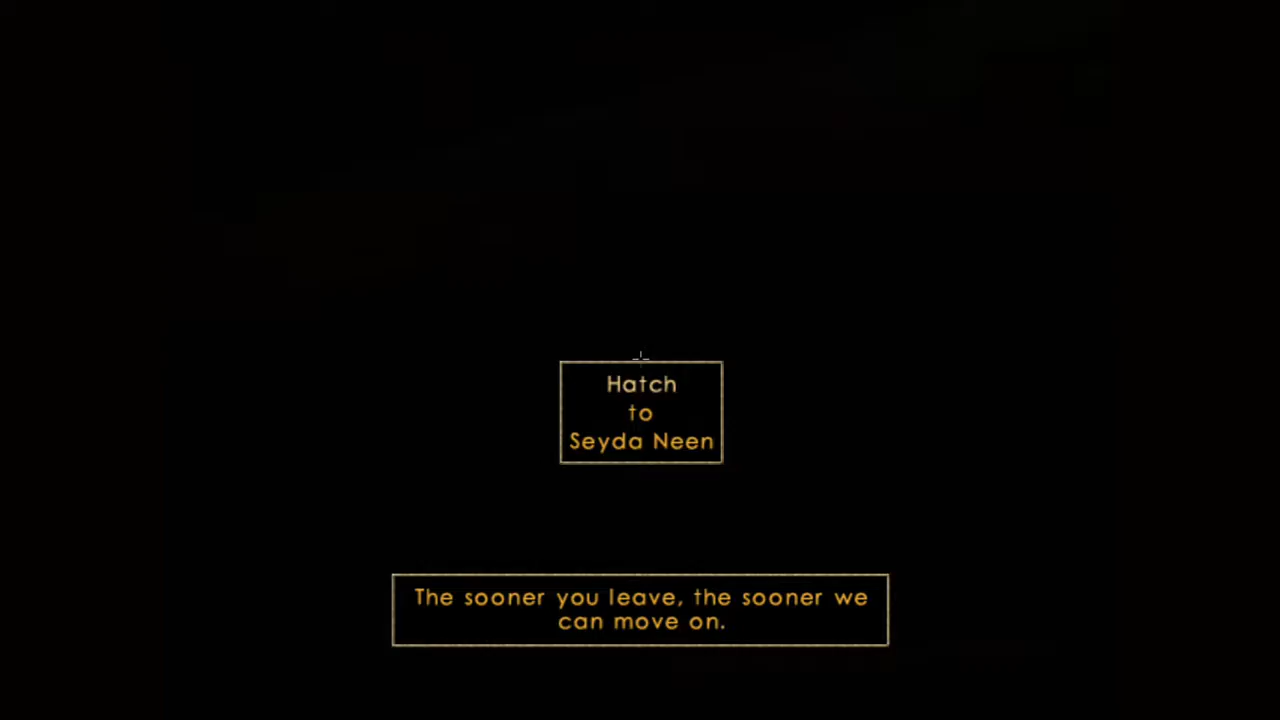 Hatch
to
Seyda Neen
The sooner you leave, the sooner we
can move on.